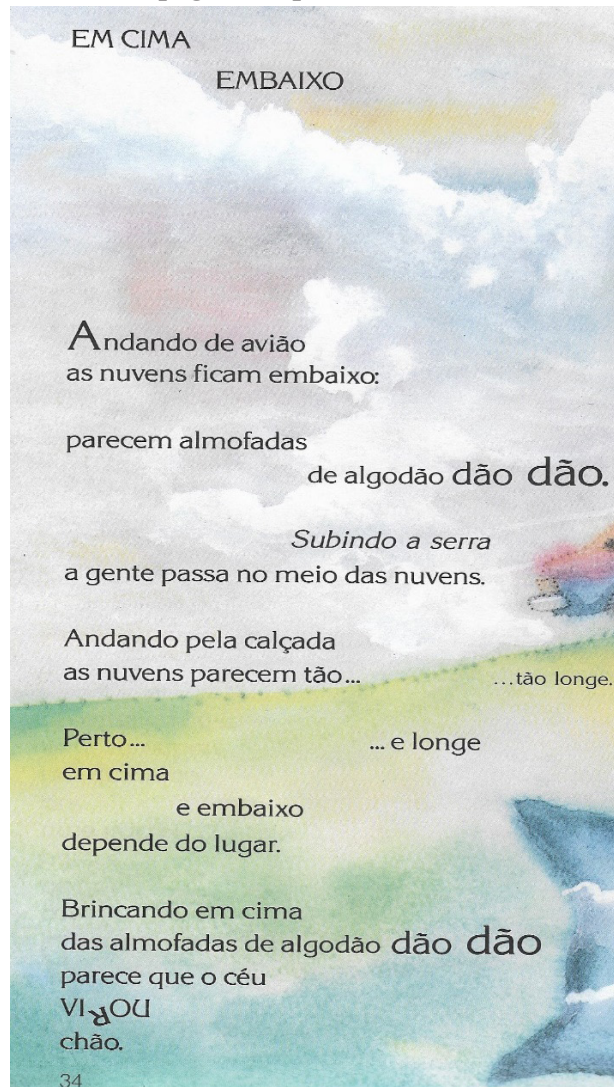 EM CIMA
EMBAIXO
Andando de avião
as nuvens ficam embaixo:
parecem almofadas
de algodão dão dão.
Subindo a serra
a gente passa no meio das nuvens.
Andando pela calçada
as nuvens parecem tão... ...tão longe.
Perto... ... e longe
em cima
e embaixo
depende do lugar.
Brincando em cima
das almofadas de algodão dão dão
parece que o céu
VIROU
chão.
34